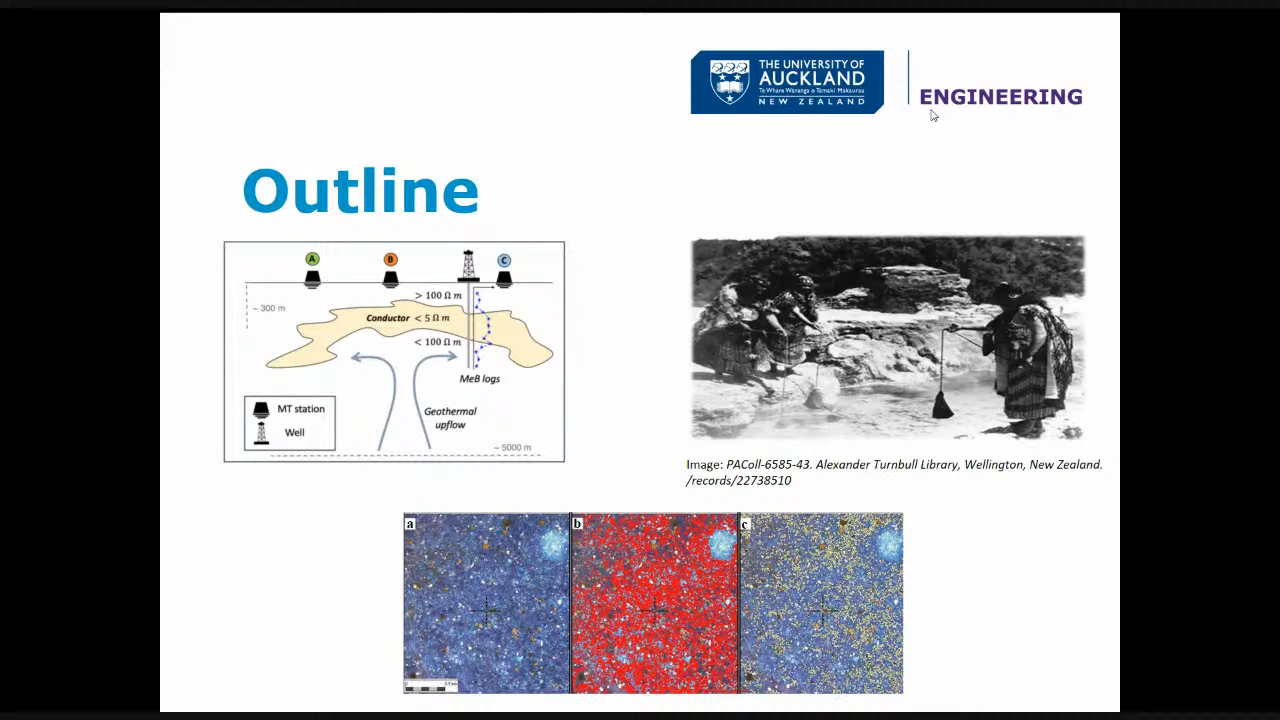 THE UNIVERSITY OF
AUCKLAND
Te Whare Wānanga o Tāmaki Makaurau
NEW ZEALAND
ENGINEERING
Outline
A
B
C
> 100 Ω m
~ 300 m
Conductor < 5 Ω m
< 100 Ω m
MeB logs
MT station
Well
Geothermal
upflow
~ 5000 m
Image: PAColl-6585-43. Alexander Turnbull Library, Wellington, New Zealand.
/records/22738510
a
b
c